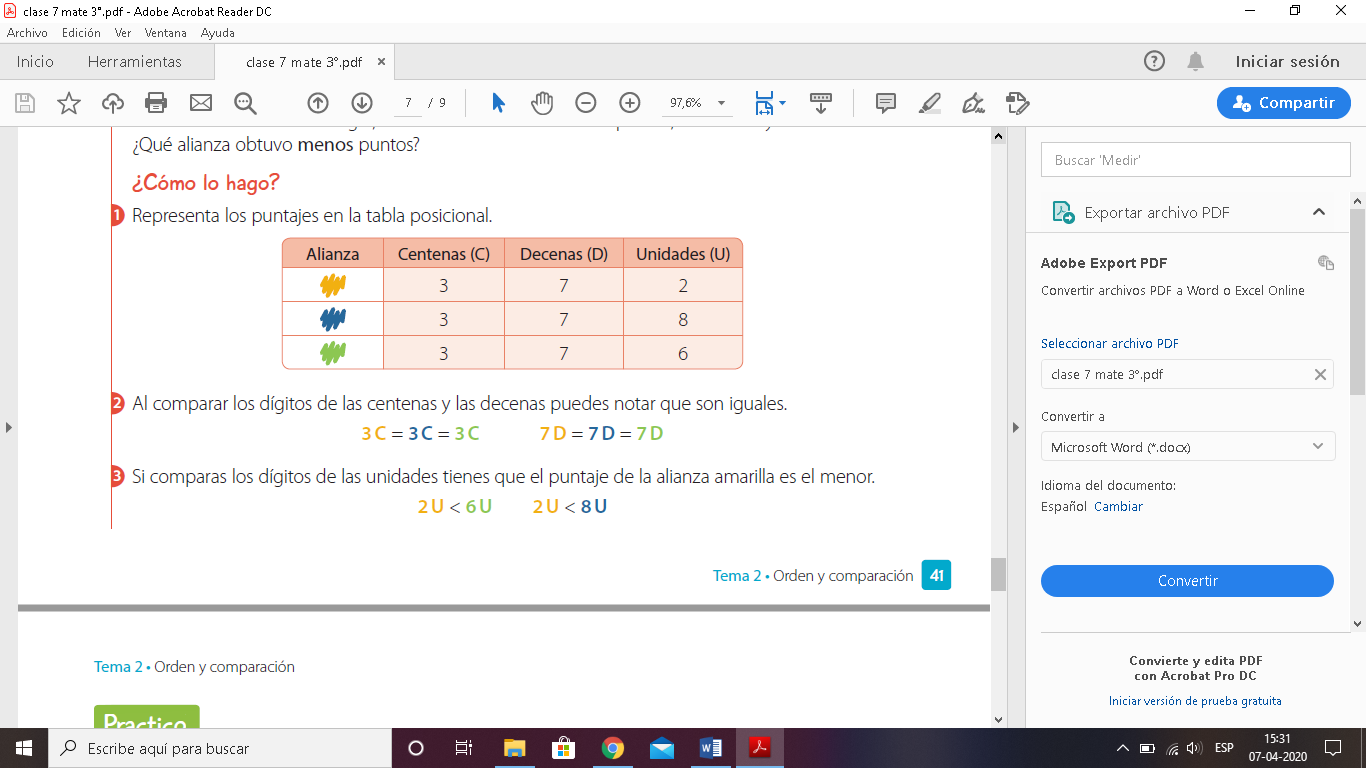 clase 7 mate 3°.pdf - Adobe Acrobat Reader DC
Archivo Edición Ver Ventana Ayuda
Inicio Herramientas clase 7 mate 3°.pdf × Iniciar sesión
7 / 9 97,6% Compartir
¿Qué alianza obtuvo menos puntos?
¿Cómo lo hago?
1 Representa los puntajes en la tabla posicional.
Alianza Centenas (C) Decenas (D) Unidades (U)
3 7 2
3 7 8
3 7 6
2 Al comparar los dígitos de las centenas y las decenas puedes notar que son iguales.
3 C = 3 C = 3 C 7 D = 7 D = 7 D
3 Si comparas los dígitos de las unidades tienes que el puntaje de la alianza amarilla es el menor.
2 U < 6 U 2 U < 8 U
Tema 2 • Orden y comparación 41
Tema 2 • Orden y comparación
Practico
Buscar 'Medir'
Exportar archivo PDF
Adobe Export PDF
Convertir archivos PDF a Word o Excel Online
Seleccionar archivo PDF
clase 7 mate 3°.pdf
Convertir a
Microsoft Word (*.docx)
Idioma del documento:
Español Cambiar
Convertir
Convierte y edita PDF
con Acrobat Pro DC
Iniciar versión de prueba gratuita
Escribe aquí para buscar
ESP
15:31
07-04-2020